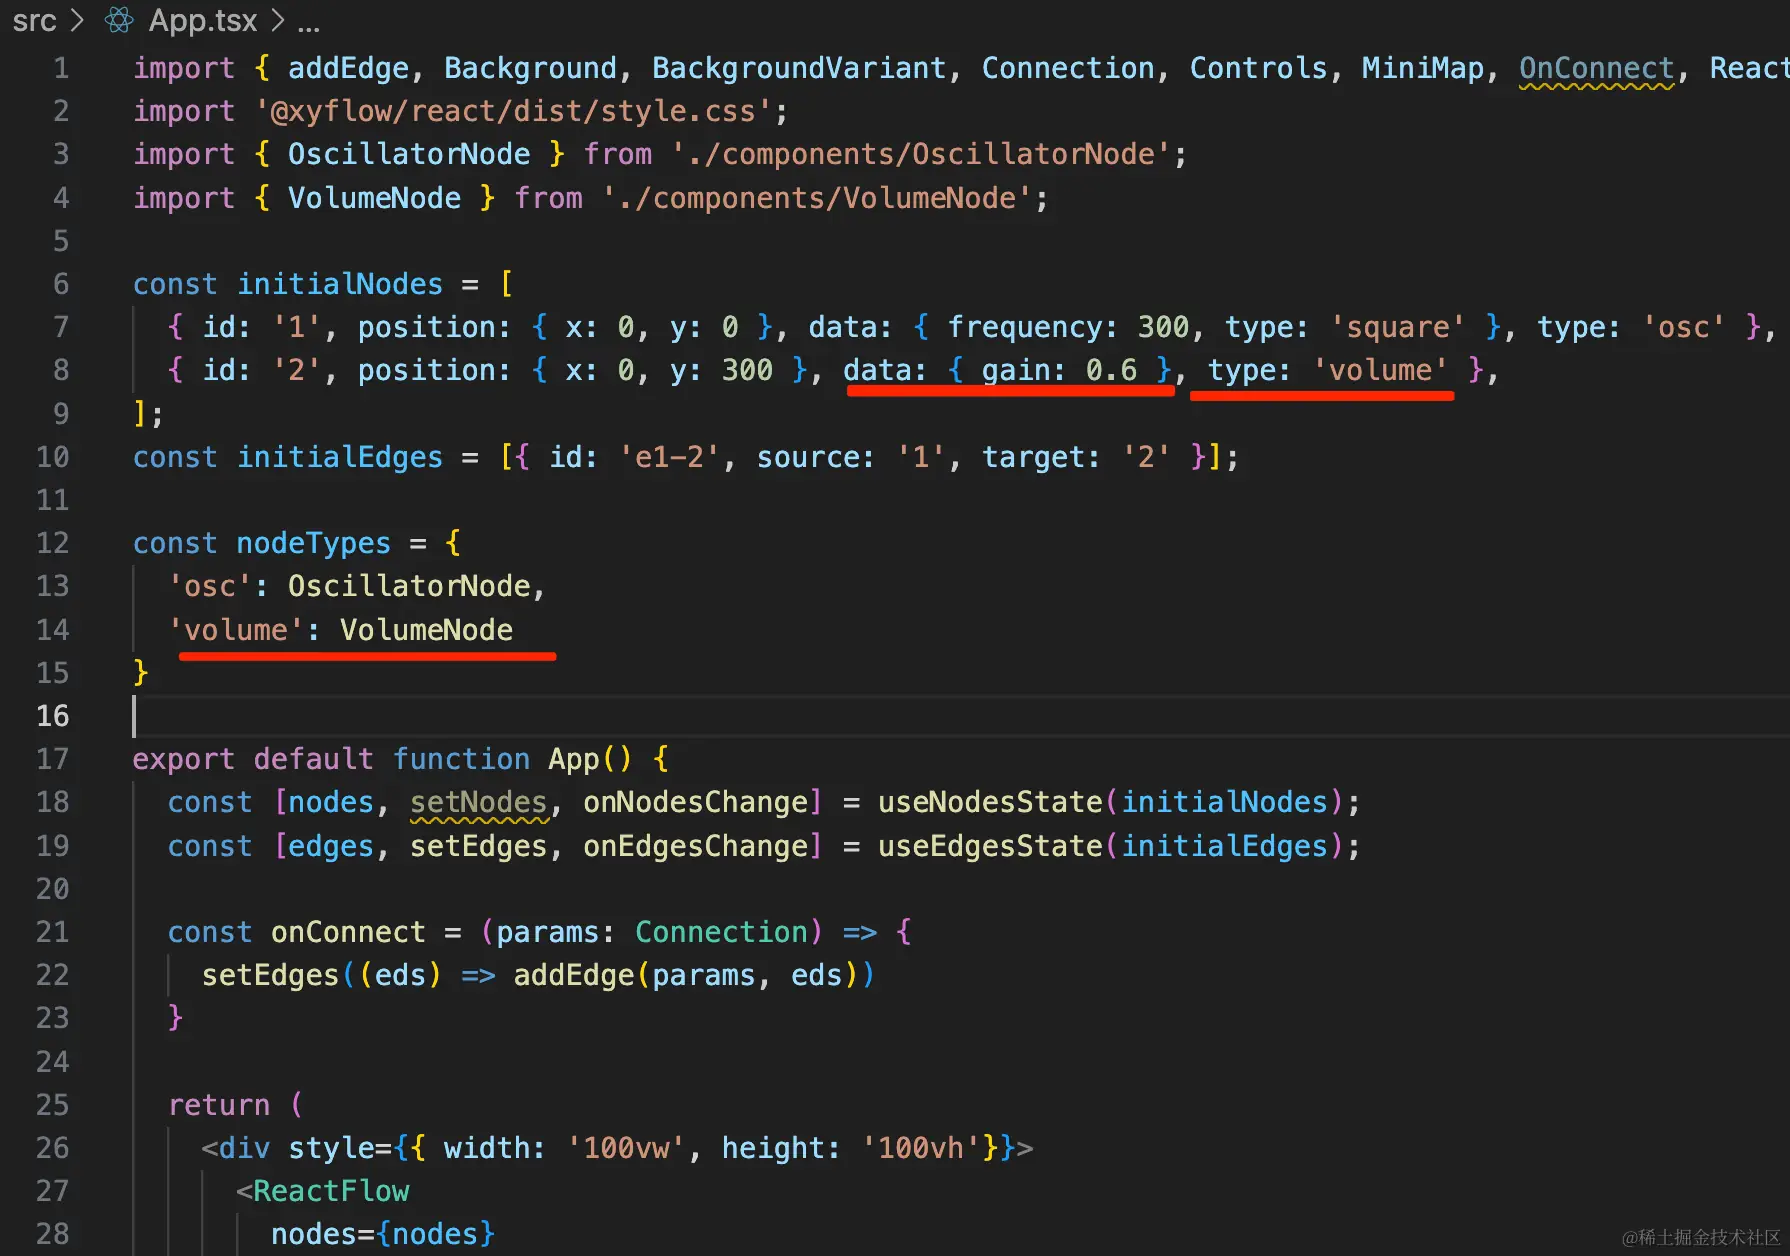 src > App.tsx > ...
1 import { addEdge, Background, BackgroundVariant, Connection, Controls, MiniMap, OnConnect, React
2 import '@xyflow/react/dist/style.css';
3 import { OscillatorNode } from './components/OscillatorNode';
4 import { VolumeNode } from './components/VolumeNode';
5
6 const initialNodes = [
7   { id: '1', position: { x: 0, y: 0 }, data: { frequency: 300, type: 'square' }, type: 'osc' },
8   { id: '2', position: { x: 0, y: 300 }, data: { gain: 0.6 }, type: 'volume' },
9 ];
10 const initialEdges = [{ id: 'e1-2', source: '1', target: '2' }];
11
12 const nodeTypes = {
13   'osc': OscillatorNode,
14   'volume': VolumeNode
15 }
16
17 export default function App() {
18   const [nodes, setNodes, onNodesChange] = useNodesState(initialNodes);
19   const [edges, setEdges, onEdgesChange] = useEdgesState(initialEdges);
20
21   const onConnect = (params: Connection) => {
22     setEdges((eds) => addEdge(params, eds))
23   }
24
25   return (
26     <div style={{ width: '100vw', height: '100vh'}}>
27       <ReactFlow
28         nodes={nodes}
@稀土掘金技术社区